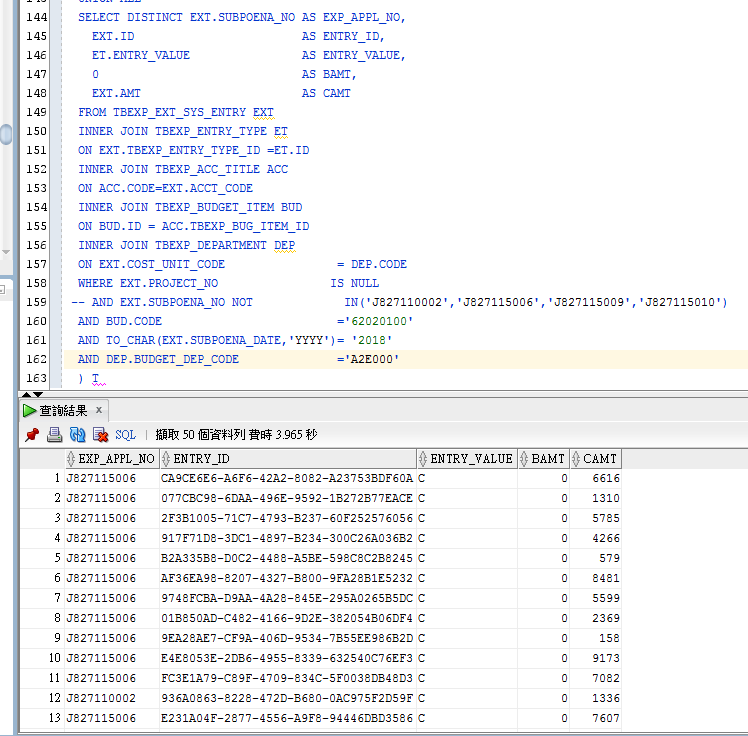 144 SELECT DISTINCT EXT.SUBPOENA_NO AS EXP_APPL_NO,
145 EXT.ID AS ENTRY_ID,
146 ET.ENTRY_VALUE AS ENTRY_VALUE,
147 0 AS BAMT,
148 EXT.AMT AS CAMT
149 FROM TBEXP_EXT_SYS_ENTRY EXT
150 INNER JOIN TBEXP_ENTRY_TYPE ET
151 ON EXT.TBEXP_ENTRY_TYPE_ID =ET.ID
152 INNER JOIN TBEXP_ACC_TITLE ACC
153 ON ACC.CODE=EXT.ACCT_CODE
154 INNER JOIN TBEXP_BUDGET_ITEM BUD
155 ON BUD.ID = ACC.TBEXP_BUG_ITEM_ID
156 INNER JOIN TBEXP_DEPARTMENT DEP
157 ON EXT.COST_UNIT_CODE = DEP.CODE
158 WHERE EXT.PROJECT_NO IS NULL
159 -- AND EXT.SUBPOENA_NO NOT IN('J827110002','J827115006','J827115009','J827115010')
160 AND BUD.CODE ='62020100'
161 AND TO_CHAR(EXT.SUBPOENA_DATE,'YYYY')= '2018'
162 AND DEP.BUDGET_DEP_CODE ='A2E000'
163 ) T
查詢結果 x
SQL | 擷取 50 個資料列 費時 3.965 秒
EXP_APPL_NO ENTRY_ID ENTRY_VALUE BAMT CAMT
1 J827115006 CA9CE6E6-A6F6-42A2-8082-A23753BDF60A C 0 6616
2 J827115006 077CBC98-6DAA-496E-9592-1B272B77EACE C 0 1310
3 J827115006 2F3B1005-71C7-4793-B237-60F252576056 C 0 5785
4 J827115006 917F71D8-3DC1-4897-B234-300C26A036B2 C 0 4266
5 J827115006 B2A335B8-D0C2-4488-A5BE-598C8C2B8245 C 0 579
6 J827115006 AF36EA98-8207-4327-B800-9FA28B1E5232 C 0 8481
7 J827115006 9748FCBA-D9AA-4A28-845E-295A0265B5DC C 0 5599
8 J827115006 01B850AD-C482-4166-9D2E-382054B06DF4 C 0 2369
9 J827115006 9EA28AE7-CF9A-406D-9534-7B55EE986B2D C 0 158
10 J827115006 E4E8053E-2DB6-4955-8339-632540C76EF3 C 0 9173
11 J827115006 FC3E1A79-C89F-4709-834C-5F0038DB48D3 C 0 7082
12 J827110002 936A0863-8228-472D-B680-0AC975F2D59F C 0 1336
13 J827115006 E231A04F-2877-4556-A9F8-94446DBD3586 C 0 7607